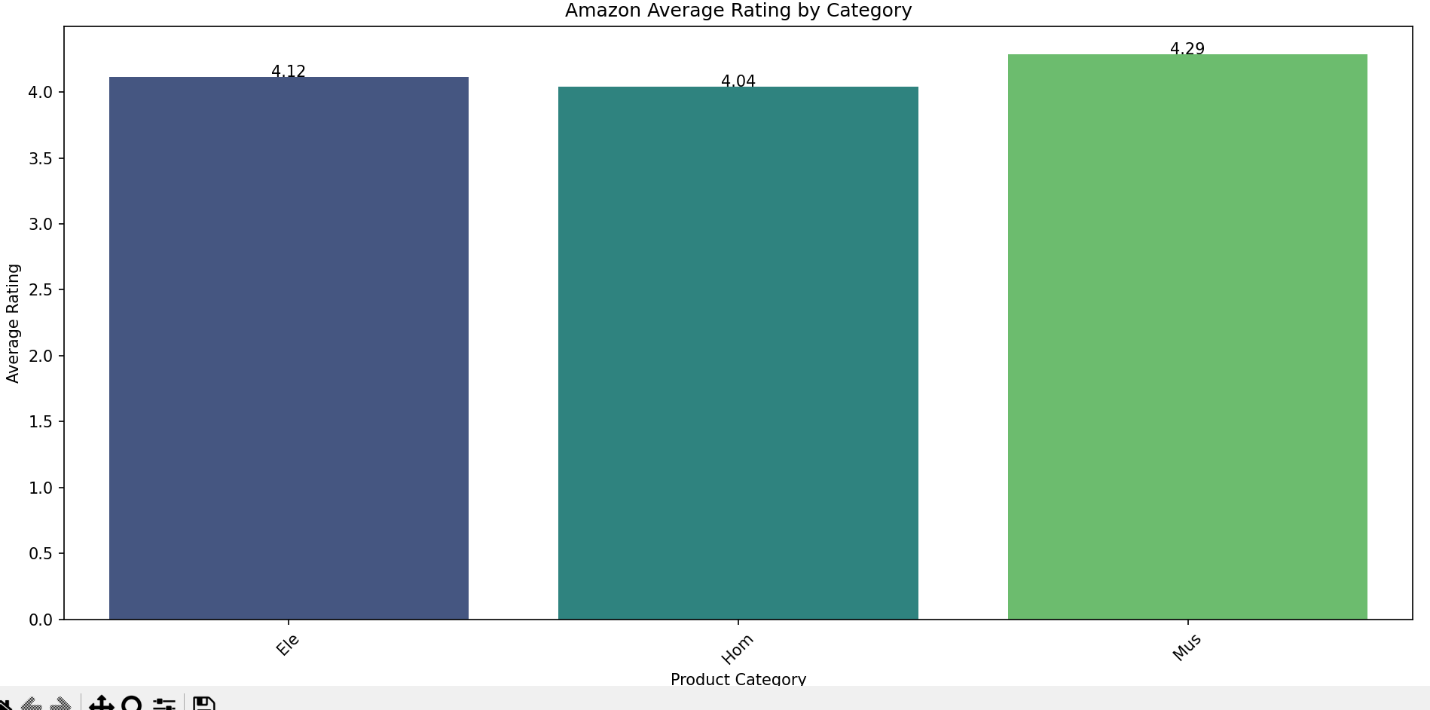 Amazon Average Rating by Category
4.12
4.04
4.29
4.0
3.5
3.0
2.5
2.0
1.5
1.0
0.5
0.0
Average Rating
Ele
Hom
Mus
Product Category